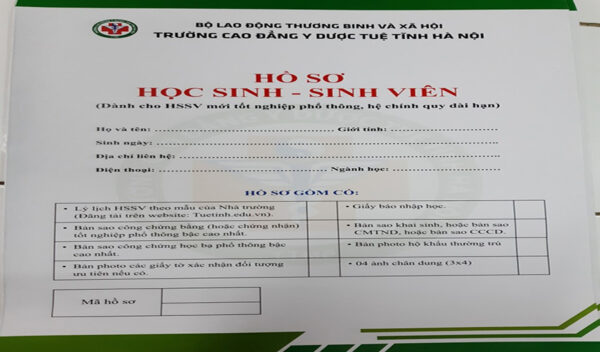 BỘ LAO ĐỘNG THƯƠNG BINH VÀ XÃ HỘI
TRƯỜNG CAO ĐẲNG Y DƯỢC TUỆ TĨNH HÀ NỘI
HỒ SƠ
HỌC SINH - SINH VIÊN
(Dành cho HSSV mới tốt nghiệp phổ thông, hệ chính quy dài hạn)
Họ và tên: Giới tính:
Sinh ngày:
Địa chỉ liên hệ:
Điện thoại: Ngành học:
HỒ SƠ GỒM CÓ:
• Lý lịch HSSV theo mẫu của Nhà trường
(Đăng tải trên website: Tuetinh.edu.vn).
• Bản sao công chứng bằng (hoặc chứng nhận)
tốt nghiệp phổ thông bậc cao nhất.
• Bản sao công chứng học bạ phổ thông bậc
cao nhất.
• Bản photo các giấy tờ xác nhận đối tượng
ưu tiên nếu có.
• Giấy báo nhập học.
• Bản sao khai sinh, hoặc bản sao
CMTND, hoặc bản sao CCCD.
• Bản photo hộ khẩu thường trú
• 04 ảnh chân dung (3x4)
Mã hồ sơ